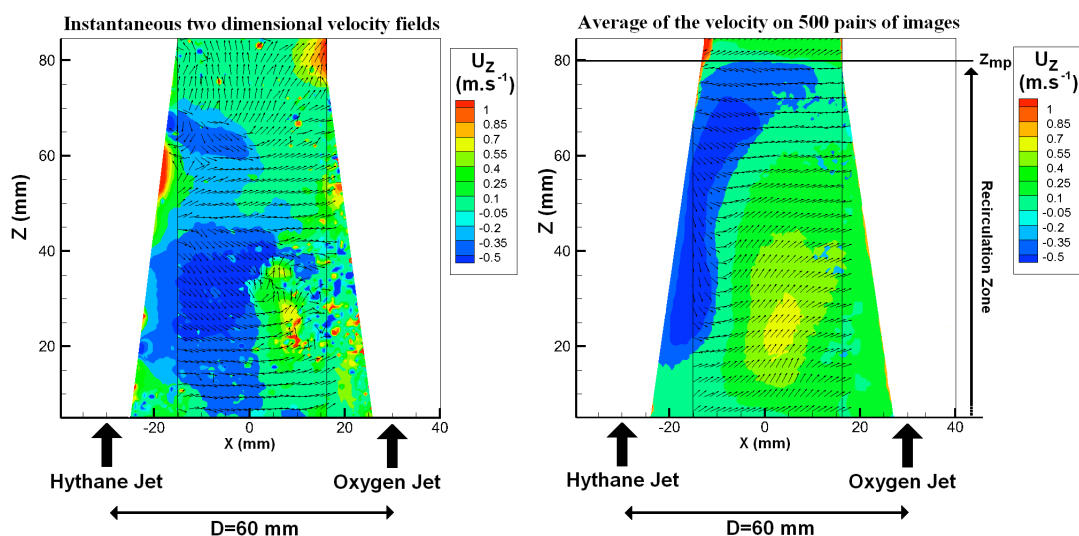 Instantaneous two dimensional velocity fields
80
60
40
20
Z (mm)
-20
0
20
40
X (mm)
Uz
(m.s-1)
1
0.85
0.7
0.55
0.4
0.25
0.1
-0.05
-0.2
-0.35
-0.5
Hythane Jet
Oxygen Jet
D=60 mm
Average of the velocity on 500 pairs of images
80
60
40
20
Z (mm)
-20
0
20
40
X (mm)
Zmp
Recirculation Zone
Uz
(m.s-1)
1
0.85
0.7
0.55
0.4
0.25
0.1
-0.05
-0.2
-0.35
-0.5
Hythane Jet
Oxygen Jet
D=60 mm